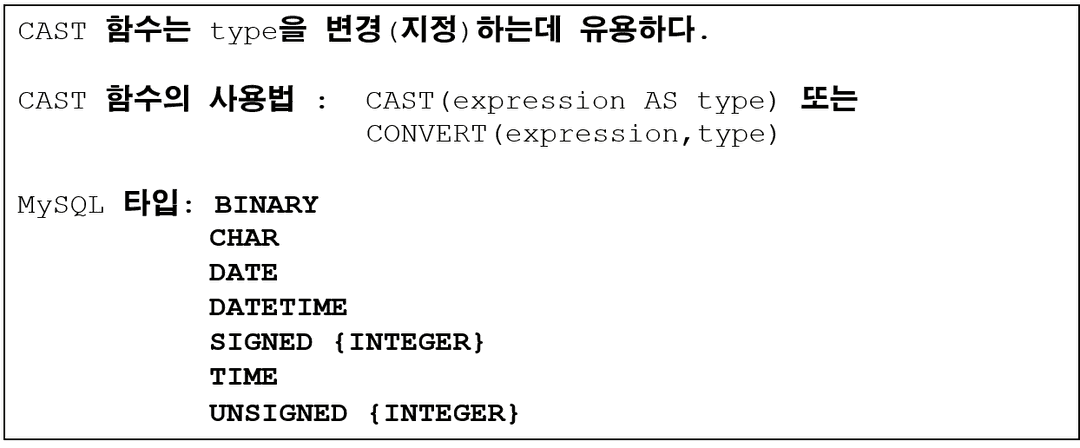 CAST 함수는 type을 변경(지정)하는데 유용하다.
CAST 함수의 사용법 : CAST(expression AS type) 또는
CONVERT(expression,type)
MySQL 타입: BINARY
CHAR
DATE
DATETIME
SIGNED {INTEGER}
TIME
UNSIGNED {INTEGER}